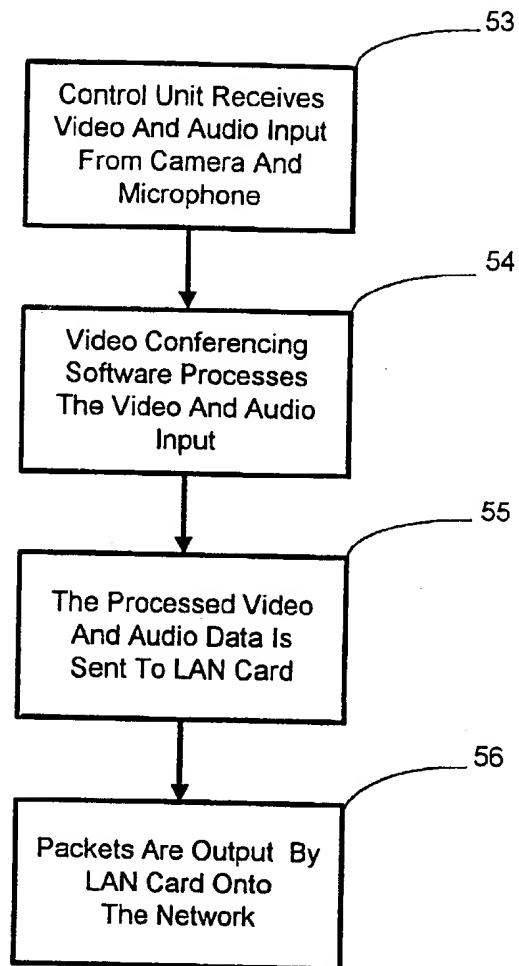 53
Control Unit Receives
Video And Audio Input
From Camera And
Microphone
54
Video Conferencing
Software Processes
The Video And Audio
Input
55
The Processed Video
And Audio Data Is
Sent To LAN Card
56
Packets Are Output By
LAN Card Onto
The Network